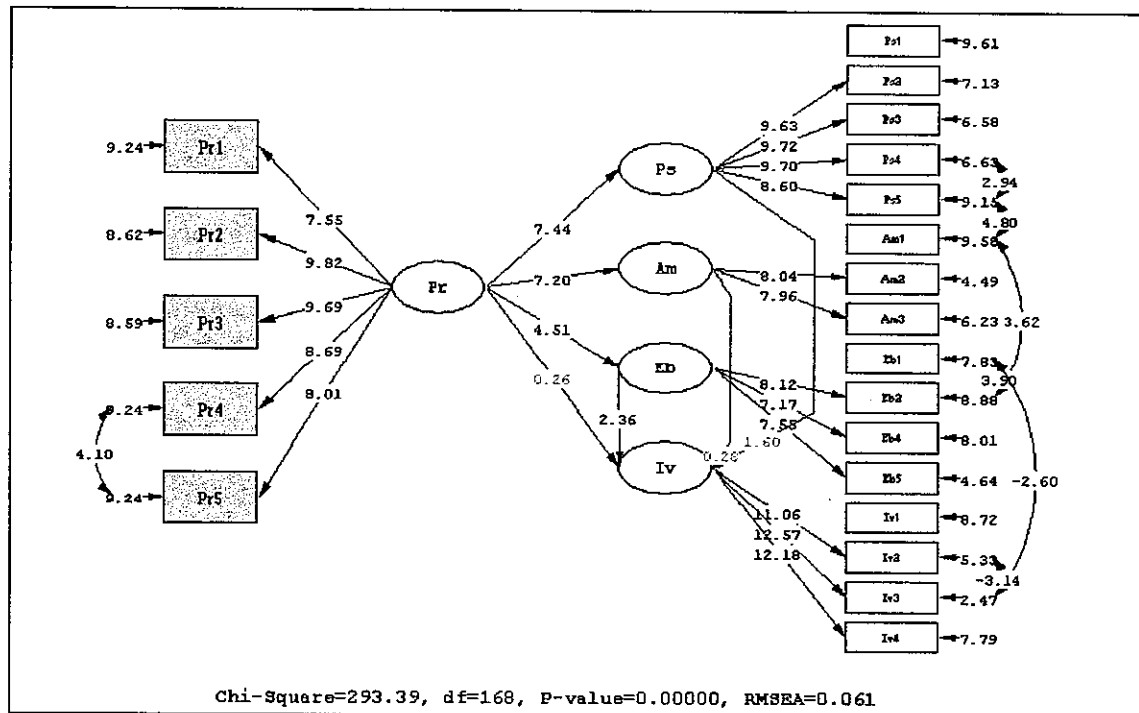 Ps1 9.61
Ps2 7.13
9.63
Ps3 6.58
9.24 Pr1
9.72
9.70
Ps4 6.63
Ps
8.60
2.94
Ps5 9.15
7.55
4.80
8.62 Pr2
7.44
Am1 9.58
9.82
Am
8.04
Am2 4.49
Pr
7.20
7.96
9.69
8.59 Pr3
Am3 6.23
3.62
4.51
8.69
Eb1 7.83
Eb
8.12
3.90
0.26
8.01
7.17
Eb2 8.88
8.24 Pr4
2.36
7.55
1.60
Eb4 8.01
4.10
0.28
Iv
Eb5 4.64
-2.60
9.24 Pr5
11.06
Iv1 8.72
12.57
12.18
Iv2 5.33
-3.14
Iv3 2.47
Iv4 7.79
Chi-Square=293.39, df=168, P-value=0.00000, RMSEA=0.061